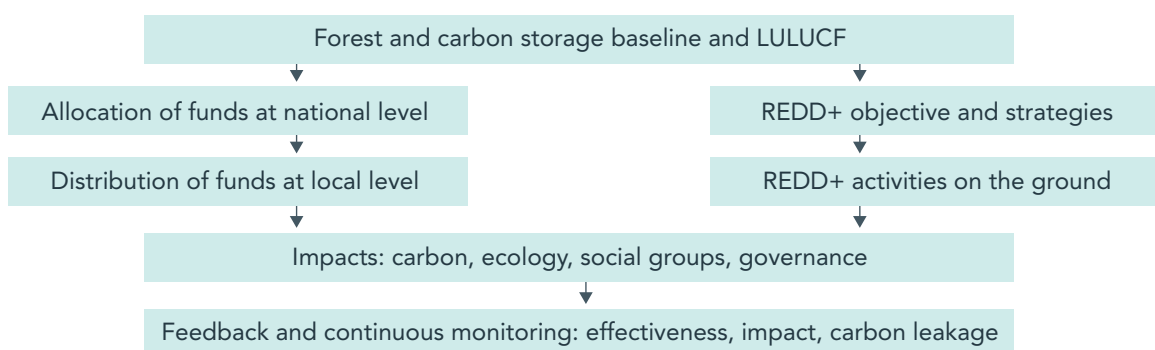 Forest and carbon storage baseline and LULUCF
Allocation of funds at national level
REDD+ objective and strategies
Distribution of funds at local level
REDD+ activities on the ground
Impacts: carbon, ecology, social groups, governance
Feedback and continuous monitoring: effectiveness, impact, carbon leakage